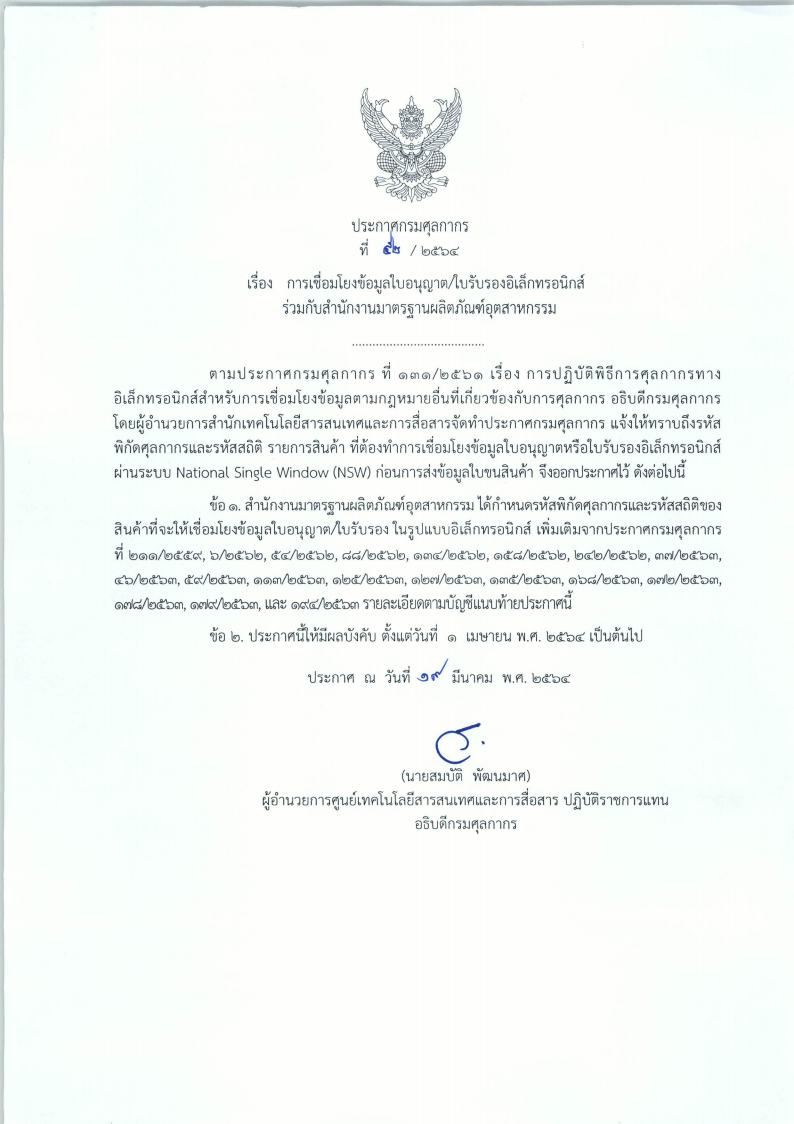 ประกาศกรมศุลกากร
ที่ ๕๒ / ๒๕๖๔
เรื่อง การเชื่อมโยงข้อมูลใบอนุญาต/ใบรับรองอิเล็กทรอนิกส์
ร่วมกับสำนักงานมาตรฐานผลิตภัณฑ์อุตสาหกรรม
.......................................
ตามประกาศกรมศุลกากร ที่ ๑๓๑/๒๕๖๑ เรื่อง การปฏิบัติพิธีการศุลกากรทาง
อิเล็กทรอนิกส์สำหรับการเชื่อมโยงข้อมูลตามกฎหมายอื่นที่เกี่ยวข้องกับการศุลกากร อธิบดีกรมศุลกากร
โดยผู้อำนวยการสำนักเทคโนโลยีสารสนเทศและการสื่อสารจัดทำประกาศกรมศุลกากร แจ้งให้ทราบถึงรหัส
พิกัดศุลกากรและรหัสสถิติ รายการสินค้า ที่ต้องทำการเชื่อมโยงข้อมูลใบอนุญาตหรือใบรับรองอิเล็กทรอนิกส์
ผ่านระบบ National Single Window (NSW) ก่อนการส่งข้อมูลใบขนสินค้า จึงออกประกาศไว้ ดังต่อไปนี้
ข้อ ๑. สำนักงานมาตรฐานผลิตภัณฑ์อุตสาหกรรม ได้กำหนดรหัสพิกัดศุลกากรและรหัสสถิติของ
สินค้าที่จะให้เชื่อมโยงข้อมูลใบอนุญาต/ใบรับรอง ในรูปแบบอิเล็กทรอนิกส์ เพิ่มเติมจากประกาศกรมศุลกากร
ที่ ๒๑๑/๒๕๕๙, ๖/๒๕๖๒, ๕๔/๒๕๖๒, ๘๘/๒๕๖๒, ๑๓๔/๒๕๖๒, ๑๕๘/๒๕๖๒, ๒๔๒/๒๕๖๒, ๓๗/๒๕๖๓,
๔๖/๒๕๖๓, ๕๙/๒๕๖๓, ๑๑๓/๒๕๖๓, ๑๒๕/๒๕๖๓, ๑๒๗/๒๕๖๓, ๑๓๕/๒๕๖๓, ๑๖๘/๒๕๖๓, ๑๗๒/๒๕๖๓,
๑๗๘/๒๕๖๓, ๑๗๙/๒๕๖๓, และ ๑๙๔/๒๕๖๓ รายละเอียดตามบัญชีแนบท้ายประกาศนี้
ข้อ ๒. ประกาศนี้ให้มีผลบังคับ ตั้งแต่วันที่ ๑ เมษายน พ.ศ. ๒๕๖๔ เป็นต้นไป
ประกาศ ณ วันที่ ๑๙ มีนาคม พ.ศ. ๒๕๖๔
(นายสมบัติ พัฒนมาศ)
ผู้อำนวยการศูนย์เทคโนโลยีสารสนเทศและการสื่อสาร ปฏิบัติราชการแทน
อธิบดีกรมศุลกากร